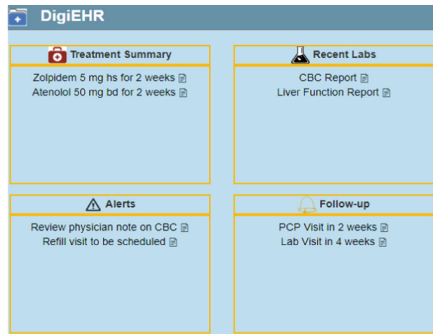 DigiEHR
Treatment Summary
Zolpidem 5 mg hs for 2 weeks
Atenolol 50 mg bd for 2 weeks
Recent Labs
CBC Report
Liver Function Report
Alerts
Review physician note on CBC
Refill visit to be scheduled
Follow-up
PCP Visit in 2 weeks
Lab Visit in 4 weeks